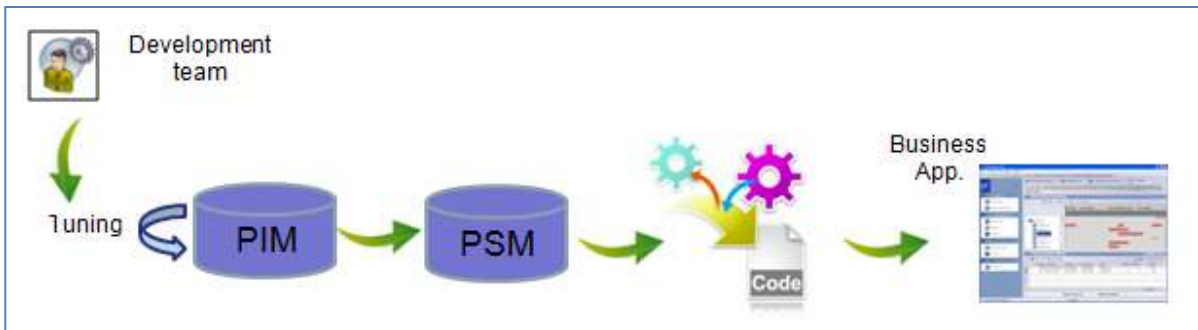 Development
team
Business
App.
Tuning
PIM
PSM
Code